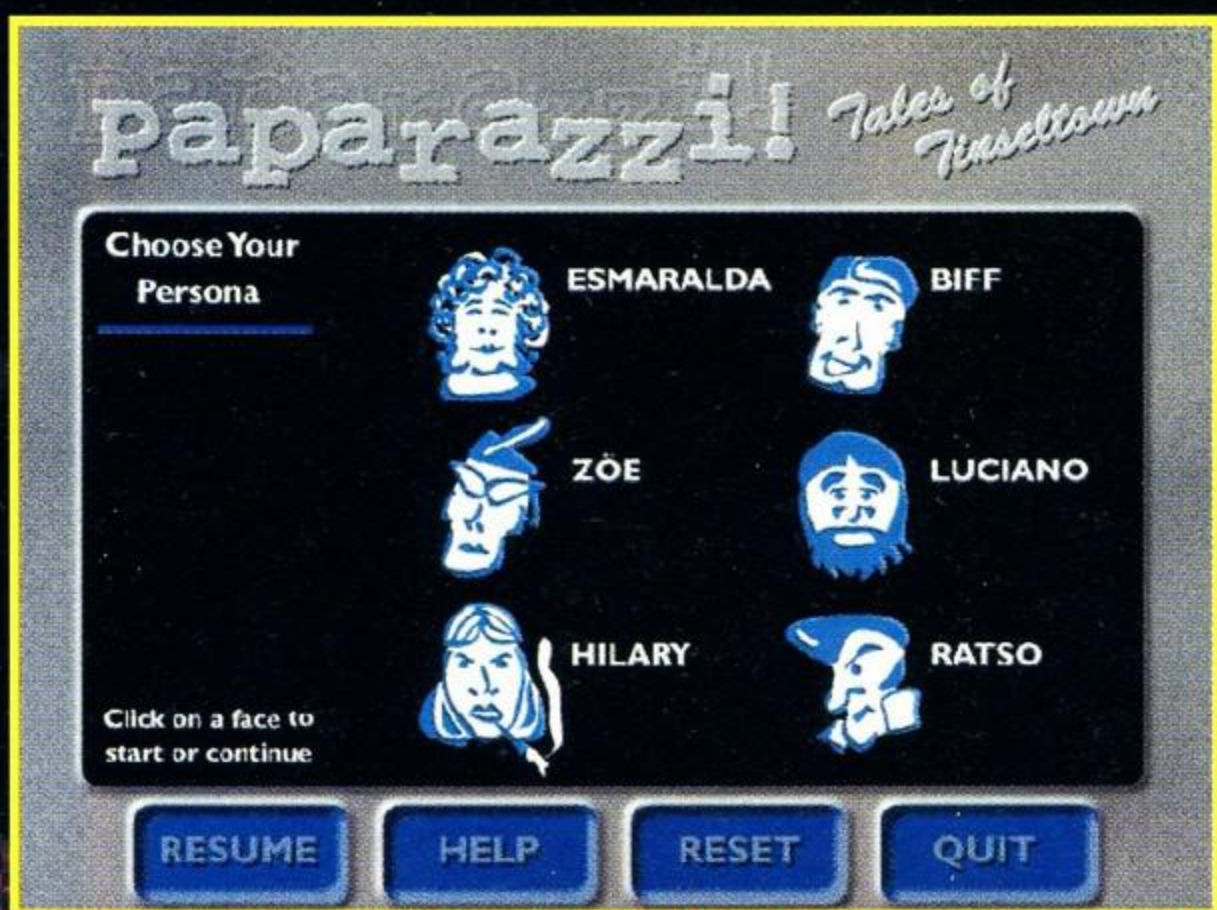 paparazzi! Tales of
Tinseltown
Choose Your
Persona
ESMARALDA
BIFF
ZÖE
LUCIANO
HILARY
RATSO
Click on a face to
start or continue
RESUME
HELP
RESET
QUIT